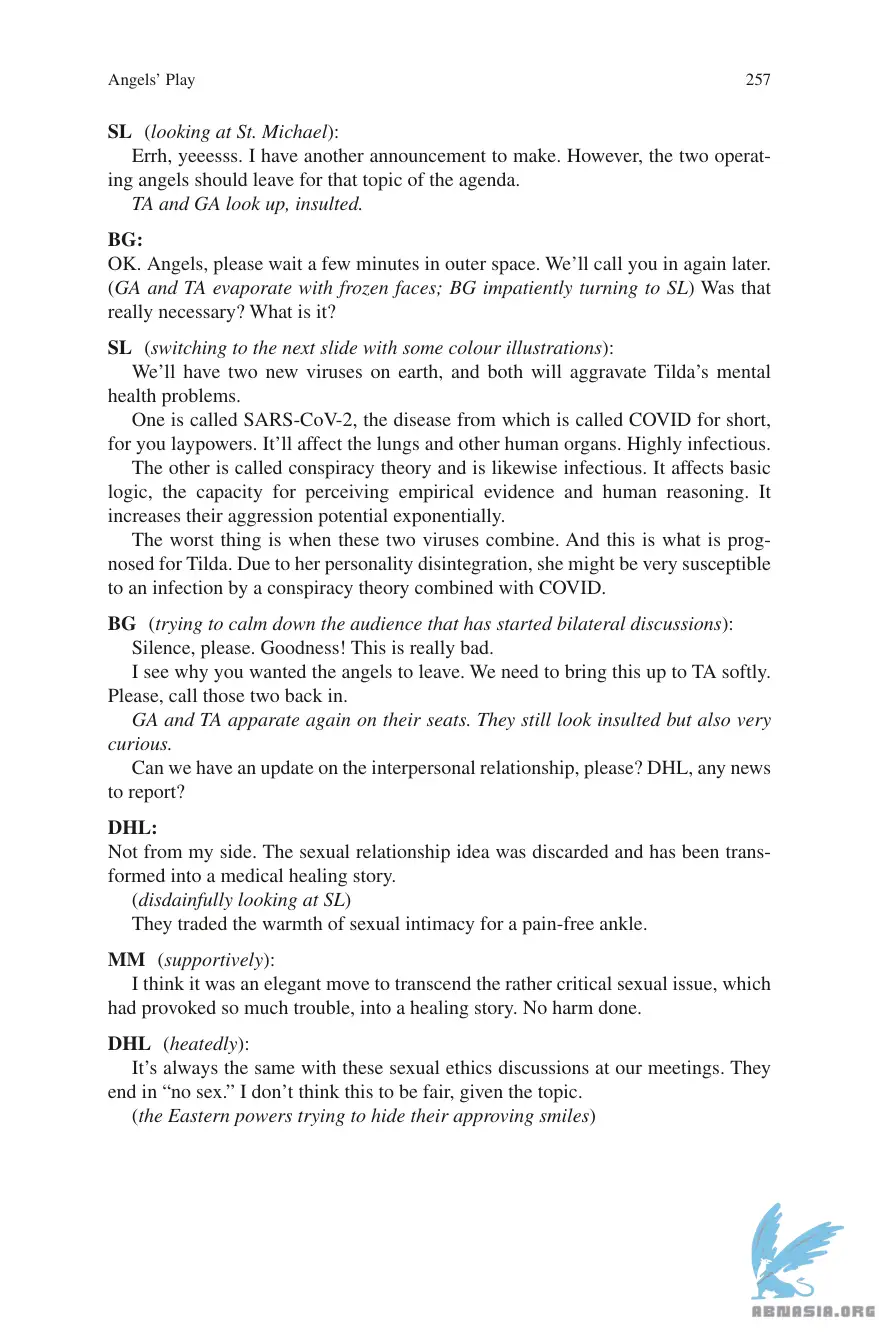 Angels’ Play 257
SL (looking at St. Michael):
Errh, yeeesss. I have another announcement to make. However, the two operat-
ing angels should leave for that topic of the agenda.
TA and GA look up, insulted.
BG:
OK. Angels, please wait a few minutes in outer space. We’ll call you in again later.
(GA and TA evaporate with frozen faces; BG impatiently turning to SL) Was that
really necessary? What is it?
SL (switching to the next slide with some colour illustrations):
We’ll have two new viruses on earth, and both will aggravate Tilda’s mental
health problems.
One is called SARS-CoV-2, the disease from which is called COVID for short,
for you laypowers. It’ll affect the lungs and other human organs. Highly infectious.
The other is called conspiracy theory and is likewise infectious. It affects basic
logic, the capacity for perceiving empirical evidence and human reasoning. It
increases their aggression potential exponentially.
The worst thing is when these two viruses combine. And this is what is prog-
nosed for Tilda. Due to her personality disintegration, she might be very susceptible
to an infection by a conspiracy theory combined with COVID.
BG (trying to calm down the audience that has started bilateral discussions):
Silence, please. Goodness! This is really bad.
I see why you wanted the angels to leave. We need to bring this up to TA softly.
Please, call those two back in.
GA and TA apparate again on their seats. They still look insulted but also very
curious.
Can we have an update on the interpersonal relationship, please? DHL, any news
to report?
DHL:
Not from my side. The sexual relationship idea was discarded and has been trans-
formed into a medical healing story.
(disdainfully looking at SL)
They traded the warmth of sexual intimacy for a pain-free ankle.
MM (supportively):
I think it was an elegant move to transcend the rather critical sexual issue, which
had provoked so much trouble, into a healing story. No harm done.
DHL (heatedly):
It’s always the same with these sexual ethics discussions at our meetings. They
end in “no sex.” I don’t think this to be fair, given the topic.
(the Eastern powers trying to hide their approving smiles)
ABNASIA.ORG